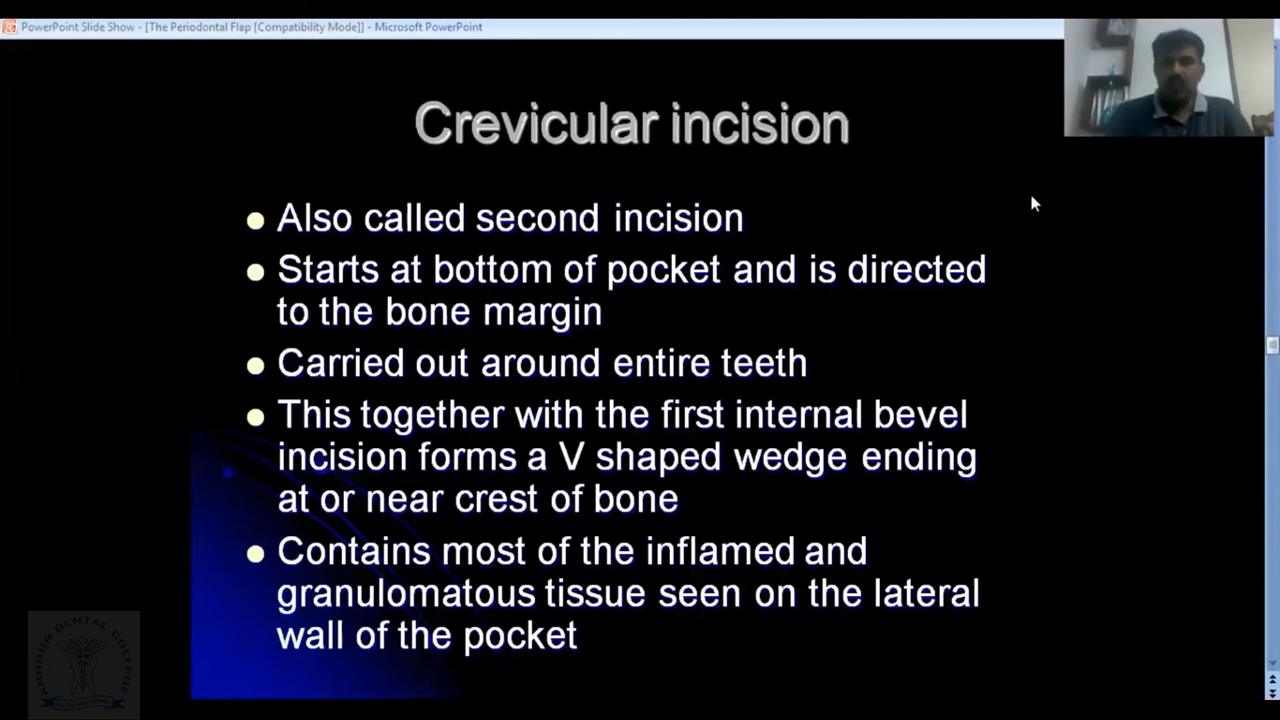 PowerPoint Slide Show - [The Periodontal Flap [Compatibility Mode]] - Microsoft PowerPoint
Crevicular incision
Also called second incision
Starts at bottom of pocket and is directed
to the bone margin
Carried out around entire teeth
This together with the first internal bevel
incision forms a V shaped wedge ending
at or near crest of bone
Contains most of the inflamed and
granulomatous tissue seen on the lateral
wall of the pocket
ANNOOR DENTAL COLLEGE